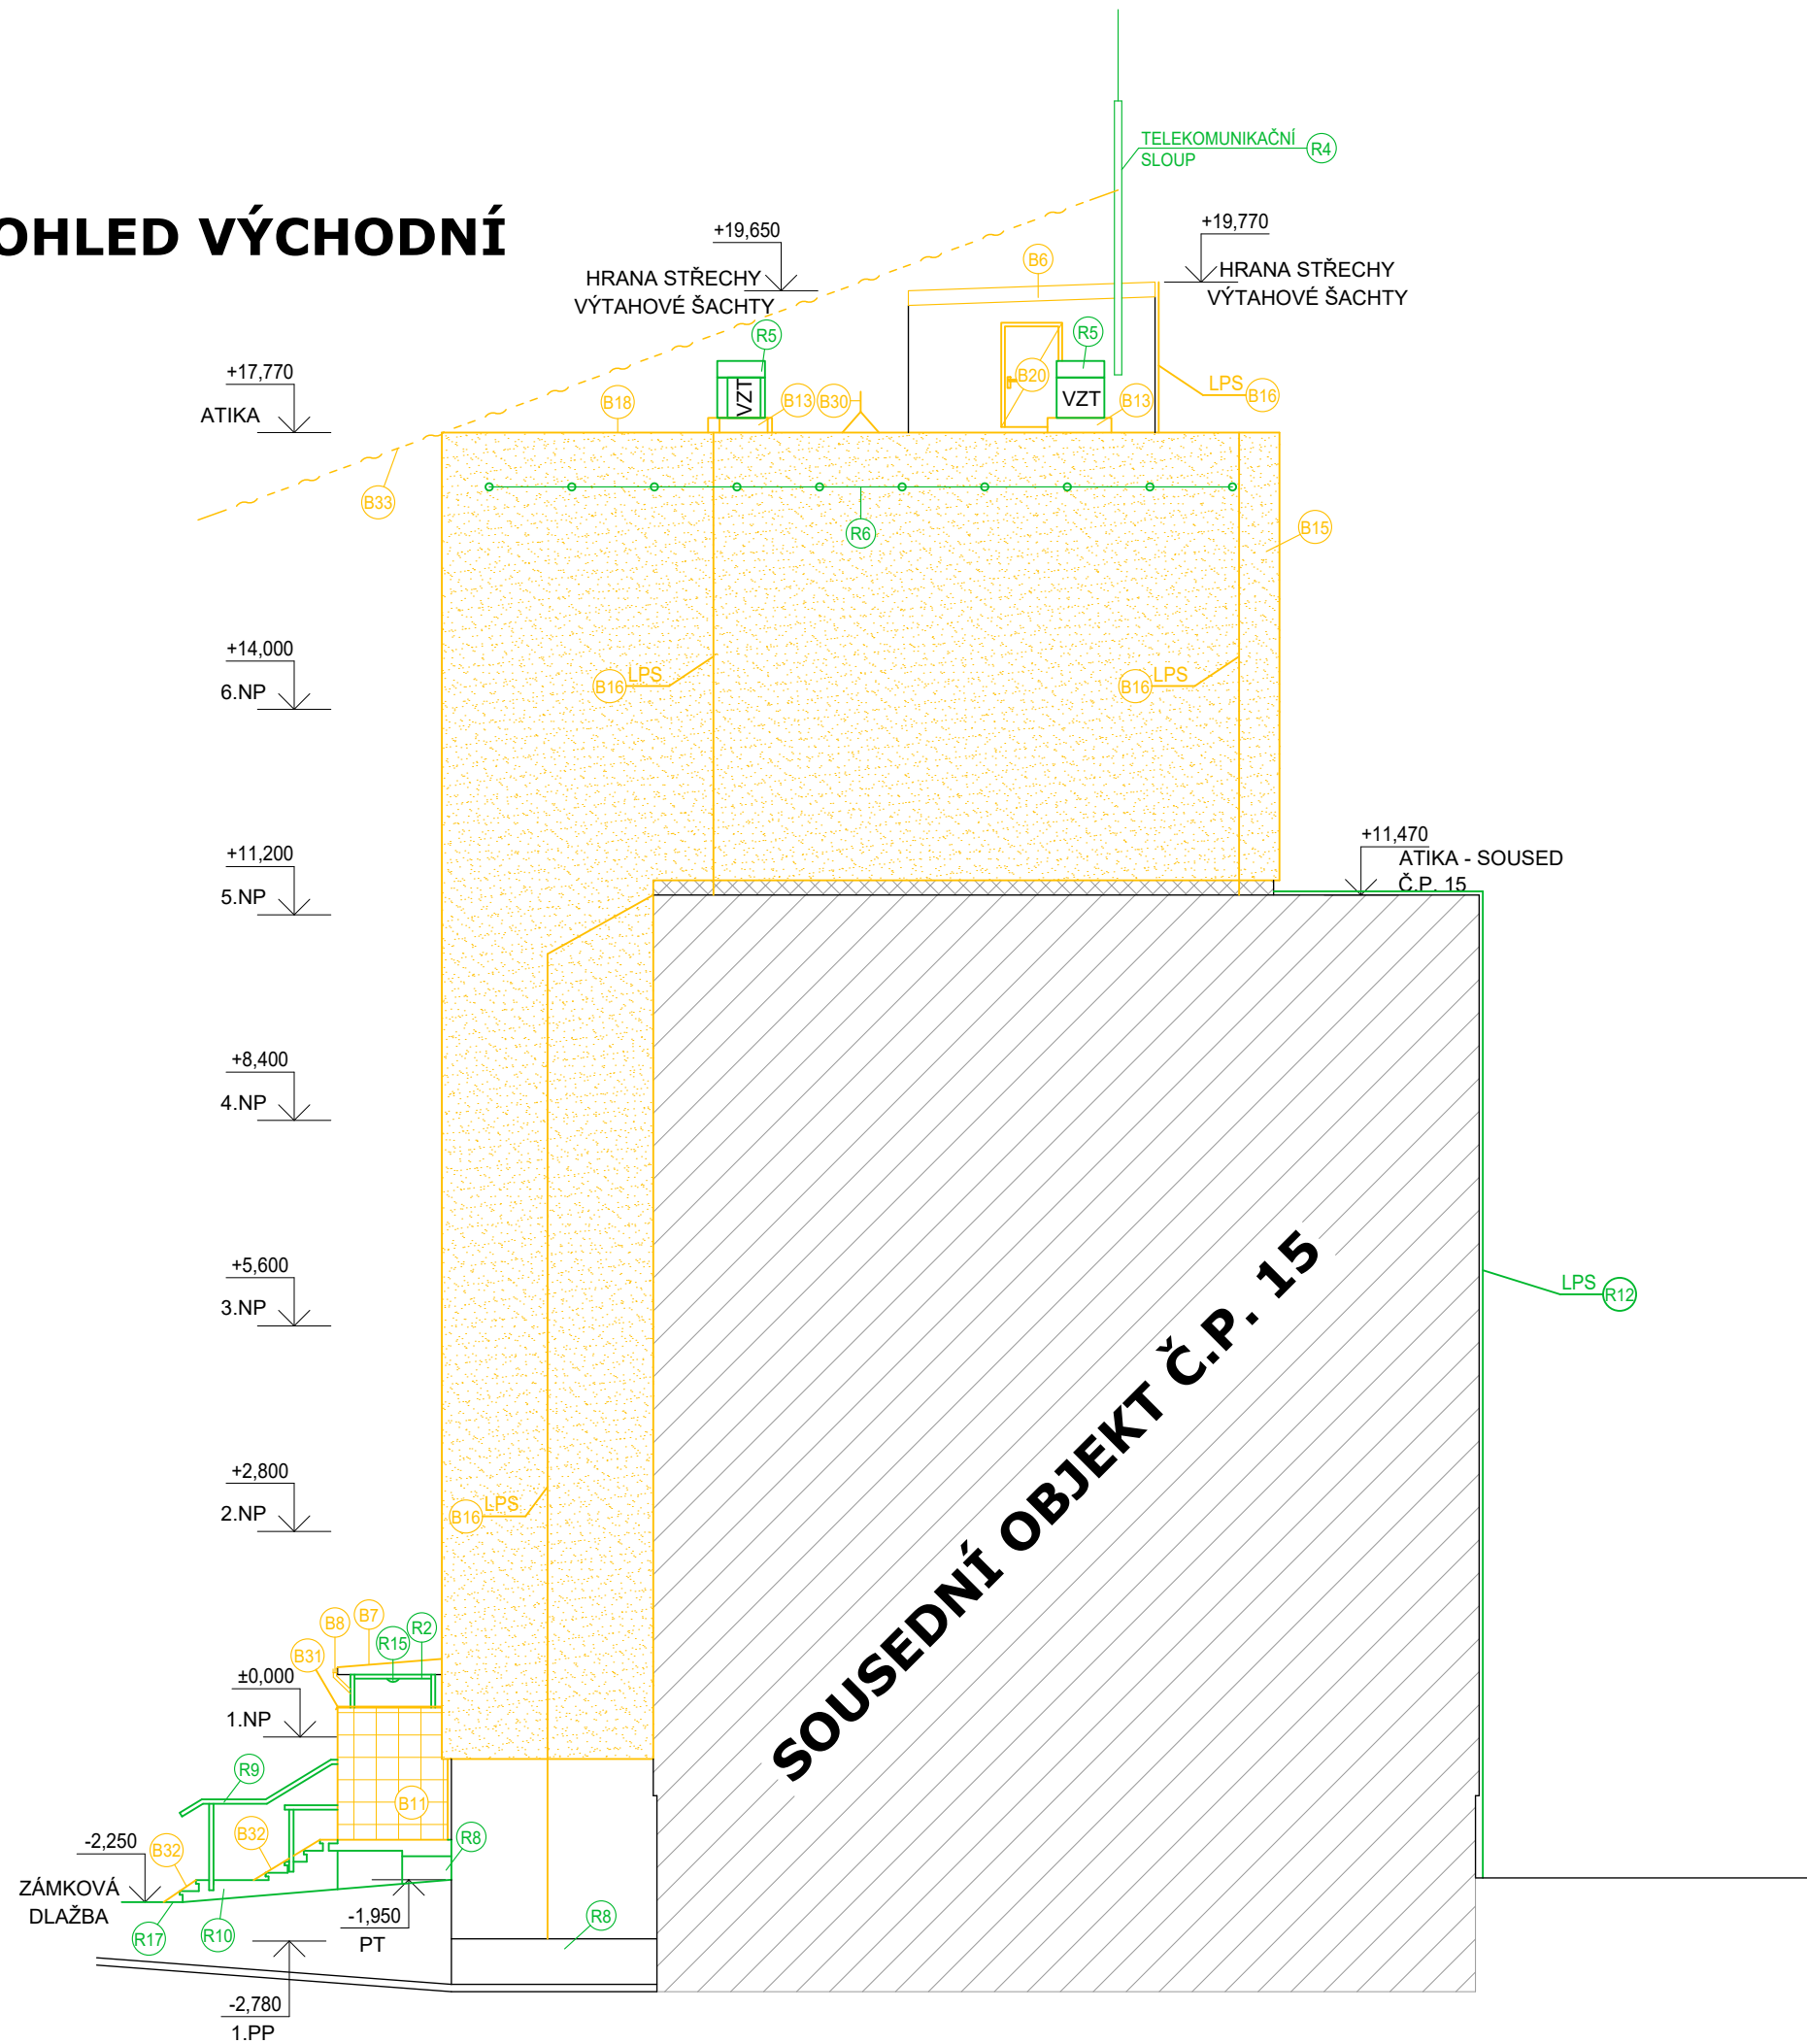 TELEKOMUNIKAČNÍ
SLOUP
R4
OHLED VÝCHODNÍ
+19,650
HRANA STŘECHY
VÝTAHOVÉ ŠACHTY
+19,770
HRANA STŘECHY
VÝTAHOVÉ ŠACHTY
B6
R5
R5
+17,770
ATIKA
B18
VZT
B13
B30
B20
VZT
B13
LPS
B16
B33
R6
B15
+14,000
6.NP
B16
LPS
B16
LPS
+11,200
5.NP
+11,470
ATIKA - SOUSED
Č.P. 15
+8,400
4.NP
+5,600
3.NP
LPS
R12
SOUSEDNÍ OBJEKT Č.P. 15
+2,800
2.NP
B16
LPS
B8
B7
R2
R15
B31
±0,000
1.NP
R9
B11
B32
B32
R8
-2,250
ZÁMKOVÁ
DLAŽBA
R17
R10
-1,950
PT
R8
-2,780
1.PP